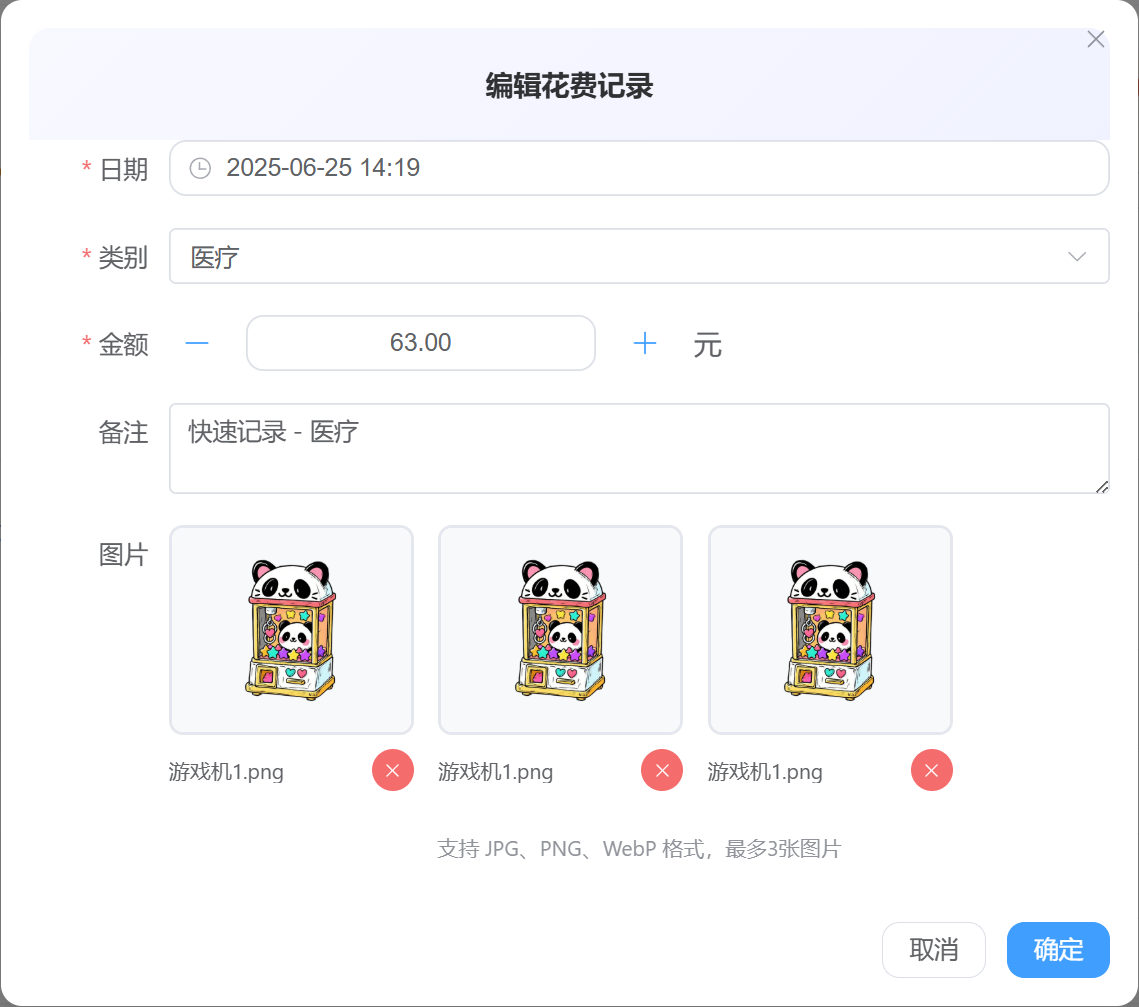 编辑花费记录
* 日期 2025-06-25 14:19
* 类别 医疗
* 金额 63.00 元
备注 快速记录 - 医疗
图片
游戏机1.png 游戏机1.png 游戏机1.png
支持 JPG、PNG、WebP 格式，最多3张图片
取消 确定